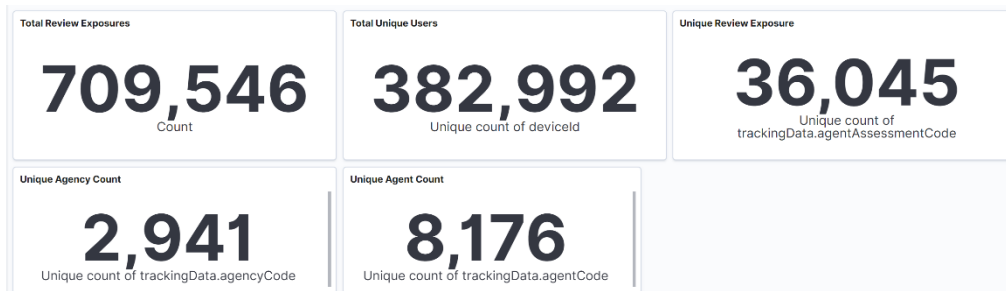 Total Review Exposures
709,546
Count
Total Unique Users
382,992
Unique count of deviceId
Unique Review Exposure
36,045
Unique count of
trackingData.agentAssessmentCode
Unique Agency Count
2,941
Unique count of trackingData.agencyCode
Unique Agent Count
8,176
Unique count of trackingData.agentCode